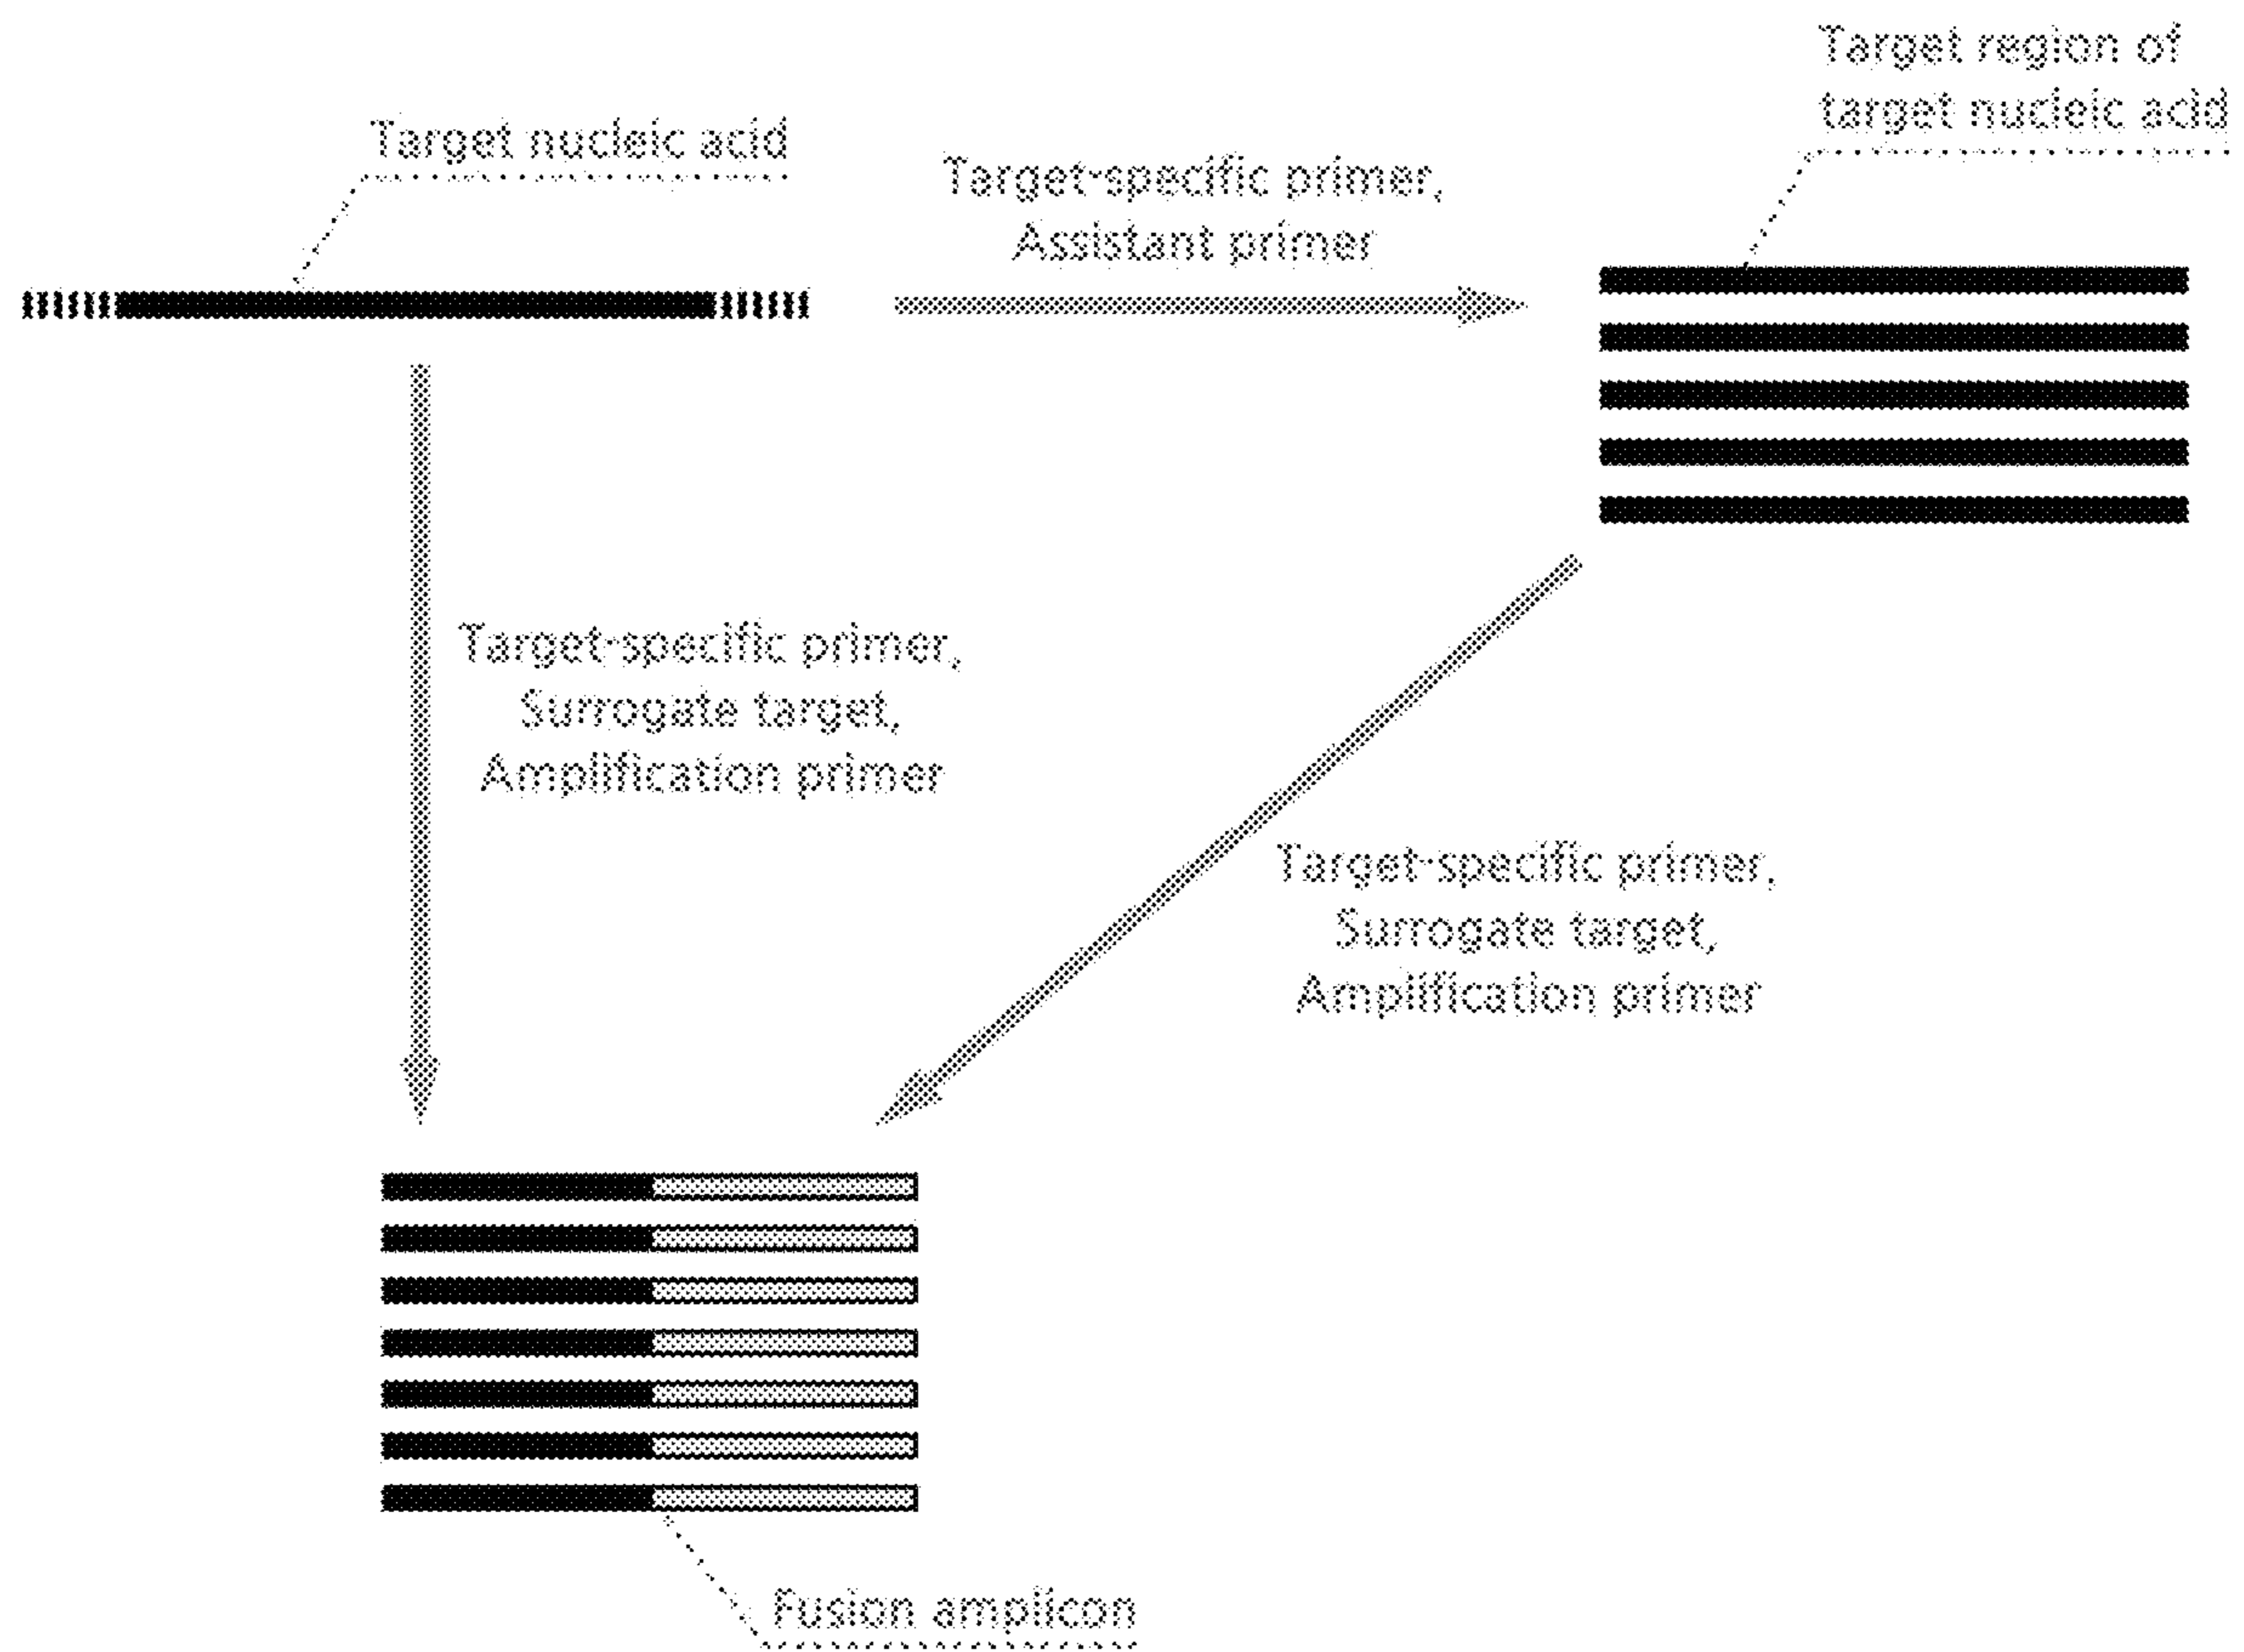 Target region of
target nucleic acid
Target nucleic acid
Target-specific primer,
Assistant primer
Target-specific primer,
Surrogate target,
Amplification primer
Target-specific primer,
Surrogate target,
Amplification primer
Fusion amplicon